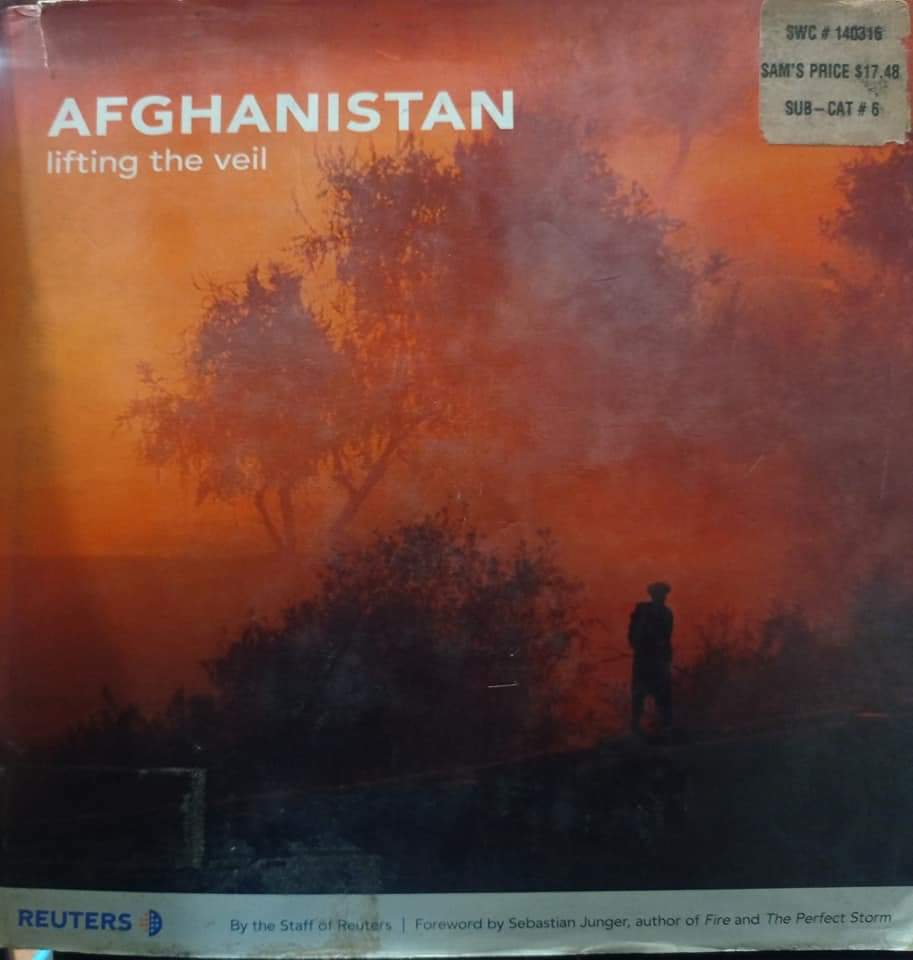 SWC # 140316
SAM'S PRICE $17.48
SUB-CAT # 6
AFGHANISTAN
lifting the veil
REUTERS By the Staff of Reuters | Foreword by Sebastian Junger, author of Fire and The Perfect Storm